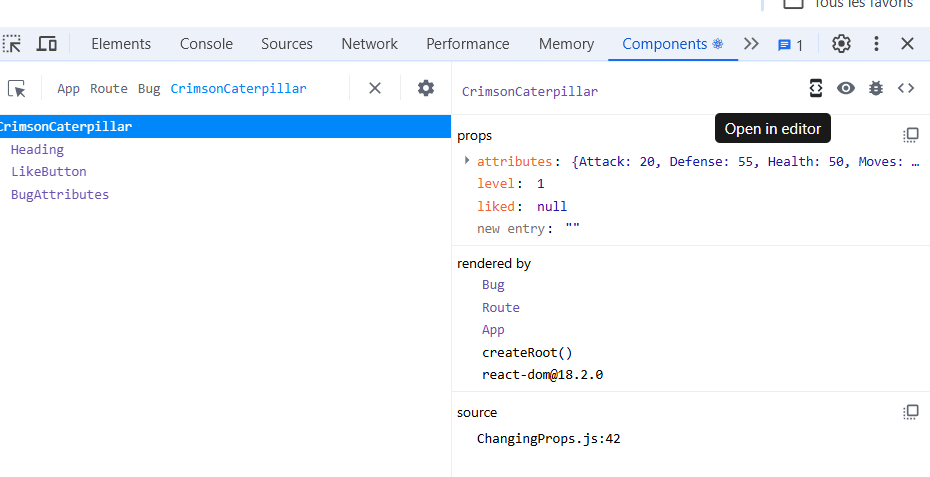 Tous les favoris
Elements Console Sources Network Performance Memory Components 1
App Route Bug CrimsonCaterpillar
CrimsonCaterpillar
Heading
LikeButton
BugAttributes
CrimsonCaterpillar
Open in editor
props
attributes: {Attack: 20, Defense: 55, Health: 50, Moves: …
level: 1
liked: null
new entry: ""
rendered by
Bug
Route
App
createRoot()
react-dom@18.2.0
source
ChangingProps.js:42